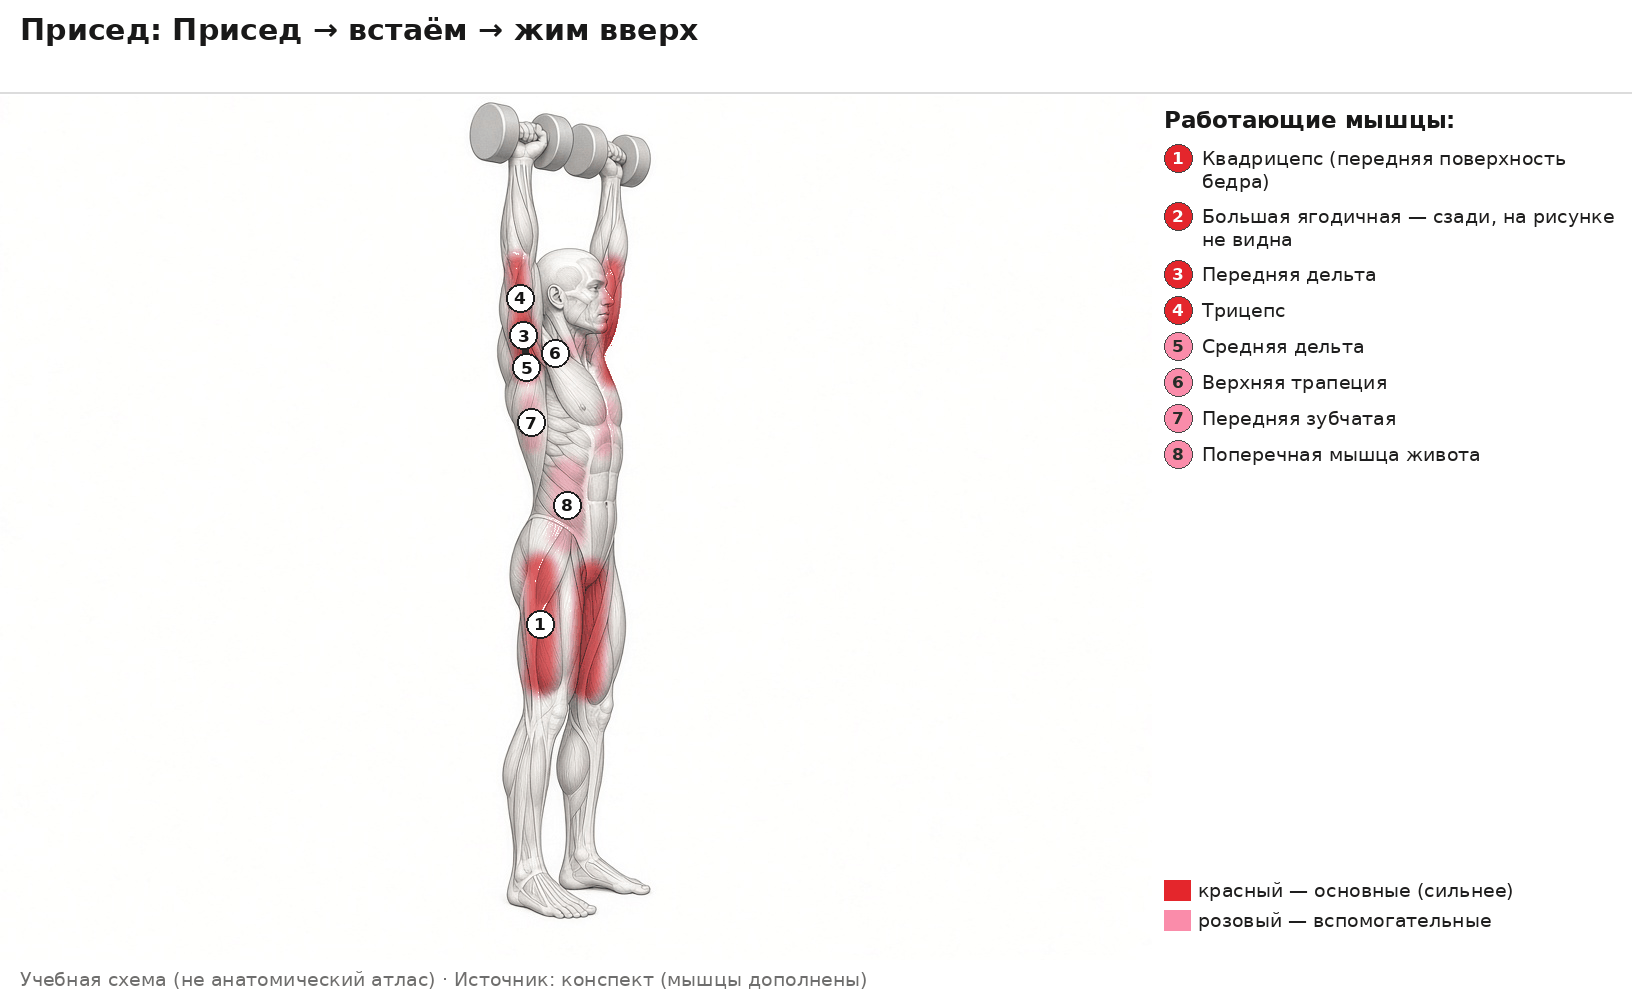 Присед: Присед → встаём → жим вверх
Работающие мышцы:
1 Квадрицепс (передняя поверхность
бедра)
2 Большая ягодичная — сзади, на рисунке
не видна
3 Передняя дельта
4 Трицепс
5 Средняя дельта
6 Верхняя трапеция
7 Передняя зубчатая
8 Поперечная мышца живота
4
3
6
5
7
8
1
красный — основные (сильнее)
розовый — вспомогательные
Учебная схема (не анатомический атлас) · Источник: конспект (мышцы дополнены)